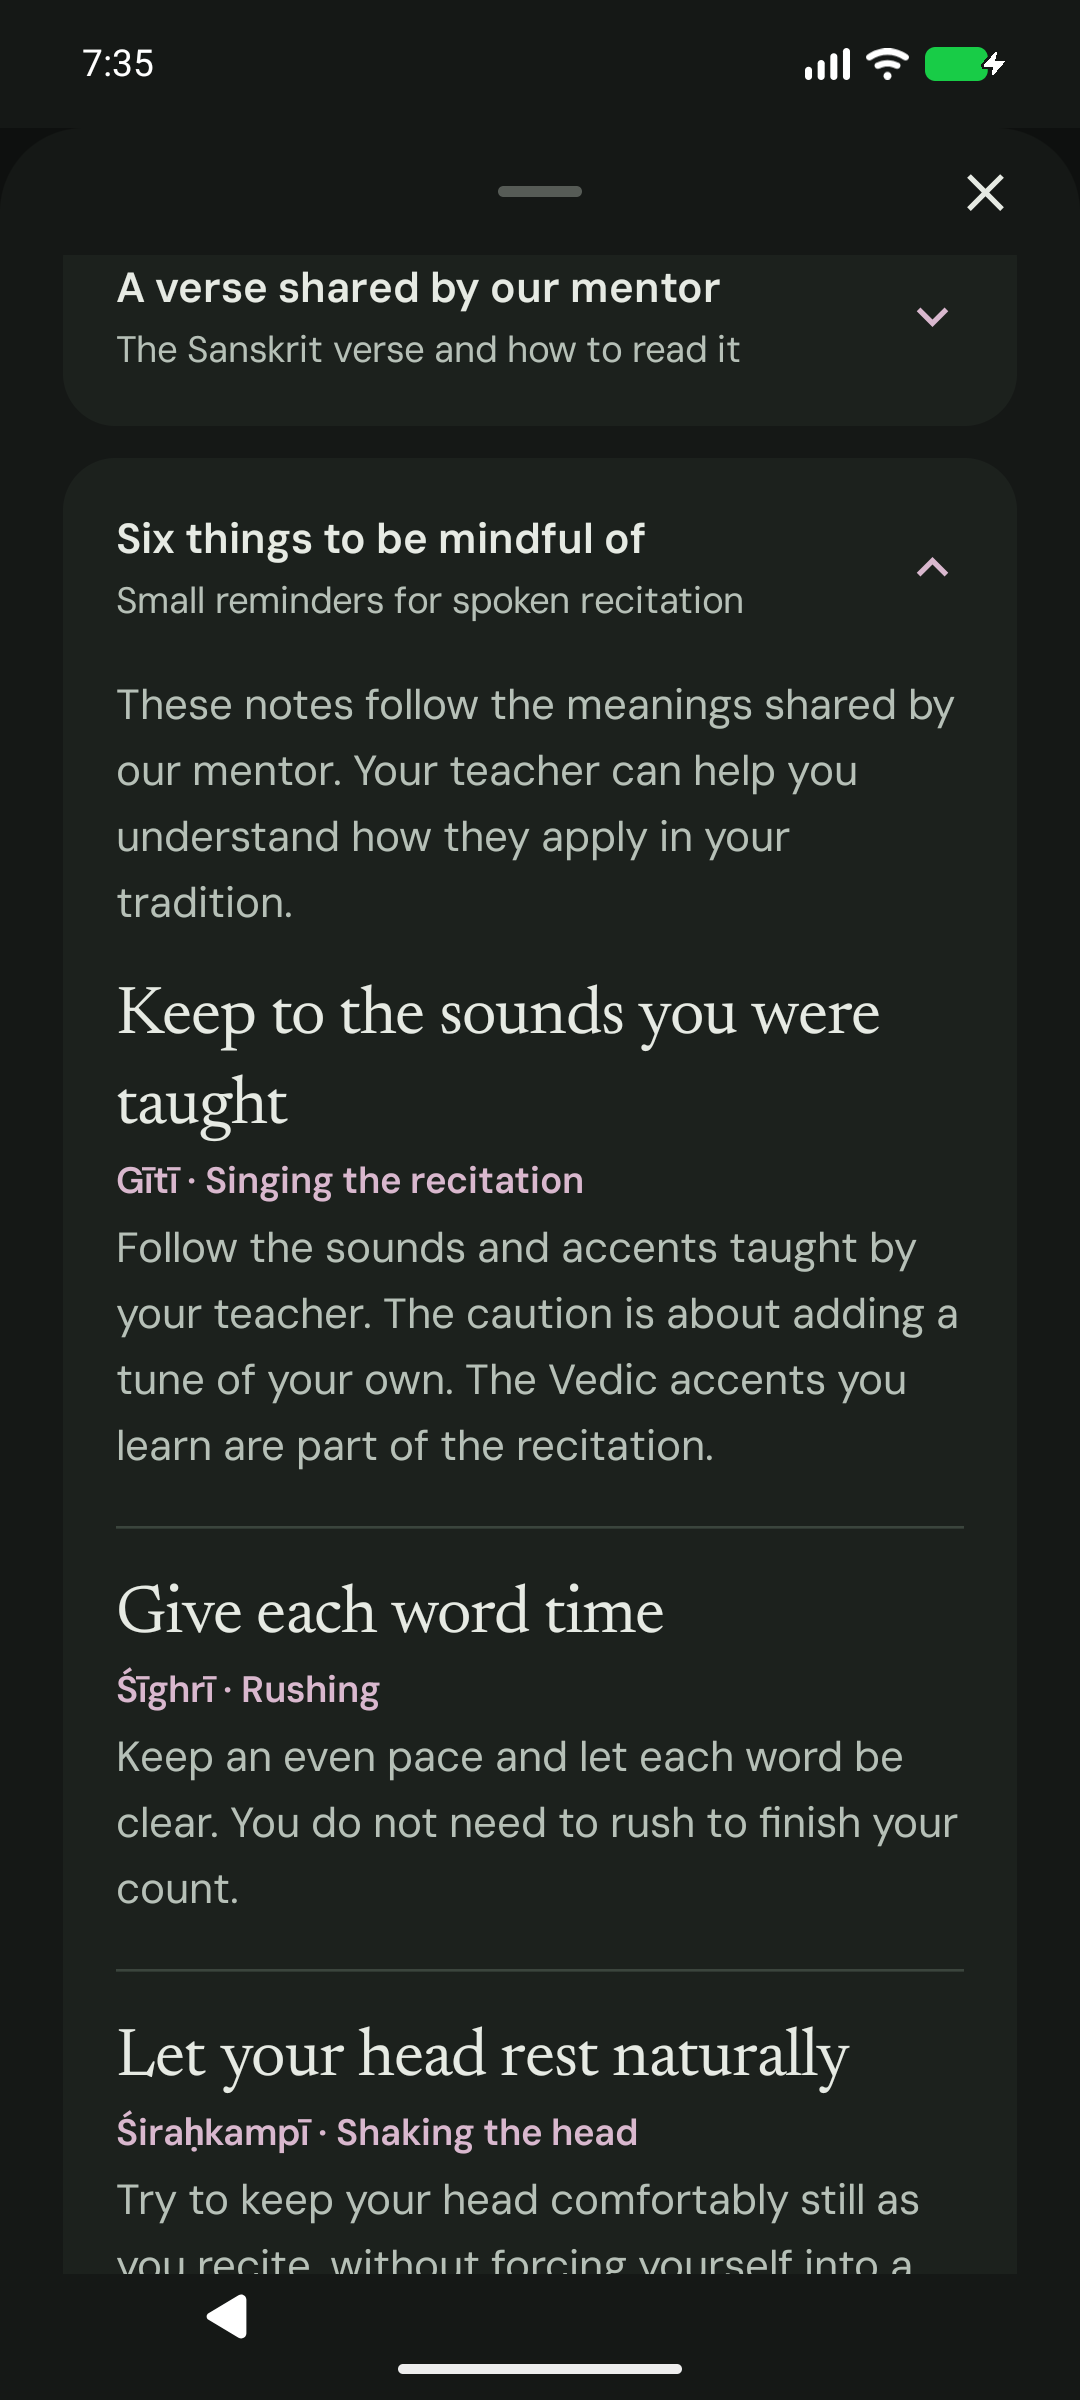 7:35
A verse shared by our mentor
The Sanskrit verse and how to read it
Six things to be mindful of
Small reminders for spoken recitation
These notes follow the meanings shared by
our mentor. Your teacher can help you
understand how they apply in your
tradition.
Keep to the sounds you were
taught
Gītī · Singing the recitation
Follow the sounds and accents taught by
your teacher. The caution is about adding a
tune of your own. The Vedic accents you
learn are part of the recitation.
Give each word time
Śīghrī · Rushing
Keep an even pace and let each word be
clear. You do not need to rush to finish your
count.
Let your head rest naturally
Śiraḥkampī · Shaking the head
Try to keep your head comfortably still as
you recite, without forcing yourself into a